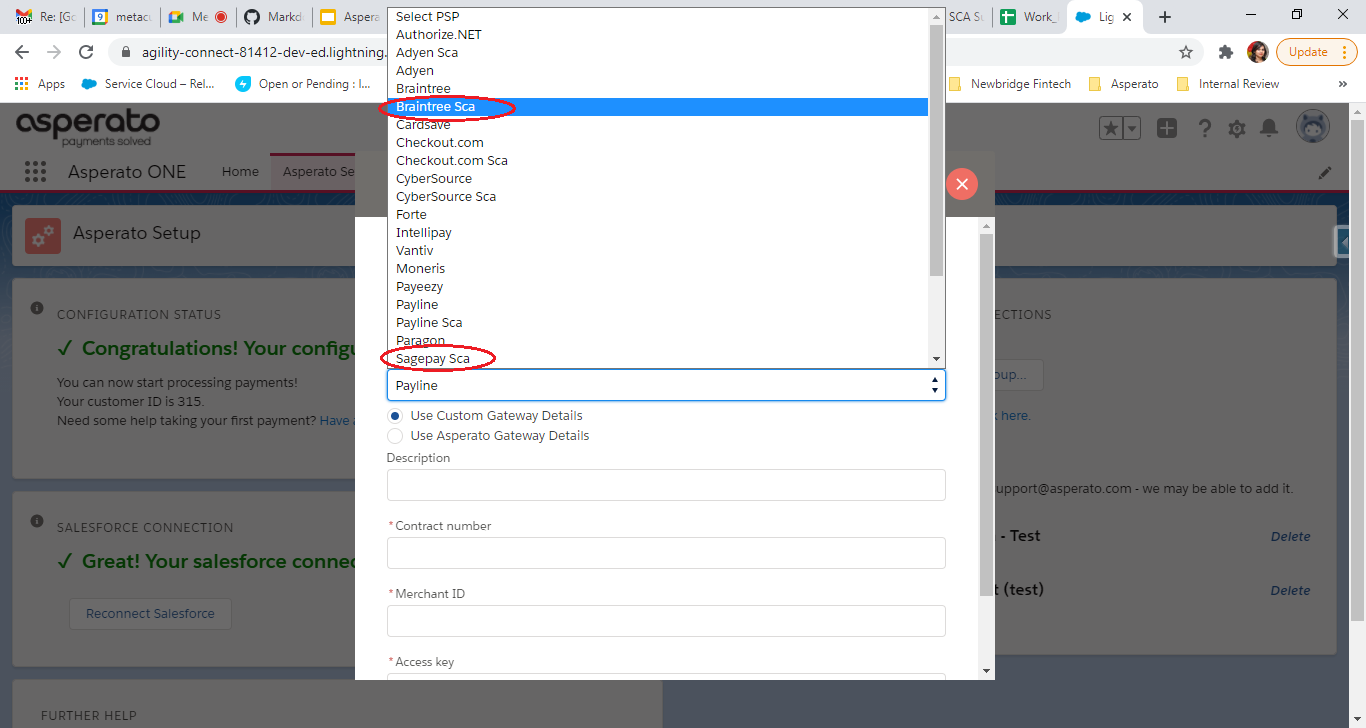 100+
Re: [Go
9
metacu
Me
Markd
Aspera
SCA Su
Work_
Lig
agility-connect-81412-dev-ed.lightning.
Update
Apps
Service Cloud – Rel...
Open or Pending : I...
Newbridge Fintech
Asperato
Internal Review
»
Select PSP
Authorize.NET
Adyen Sca
Adyen
Braintree
Braintree Sca
Cardsave
Checkout.com
Checkout.com Sca
CyberSource
CyberSource Sca
Forte
Intellipay
Vantiv
Moneris
Payeezy
Payline
Payline Sca
Paragon
Sagepay Sca
Payline
Use Custom Gateway Details
Use Asperato Gateway Details
Description
*Contract number
*Merchant ID
*Access key
asperato
payments solved
Asperato ONE
Home
Asperato Se
Asperato Setup
CONFIGURATION STATUS
✓ Congratulations! Your configu
You can now start processing payments!
Your customer ID is 315.
Need some help taking your first payment? Have a
SALESFORCE CONNECTION
✓ Great! Your salesforce connec
Reconnect Salesforce
FURTHER HELP
ECTIONS
oup...
here.
upport@asperato.com - we may be able to add it.
- Test
Delete
t (test)
Delete